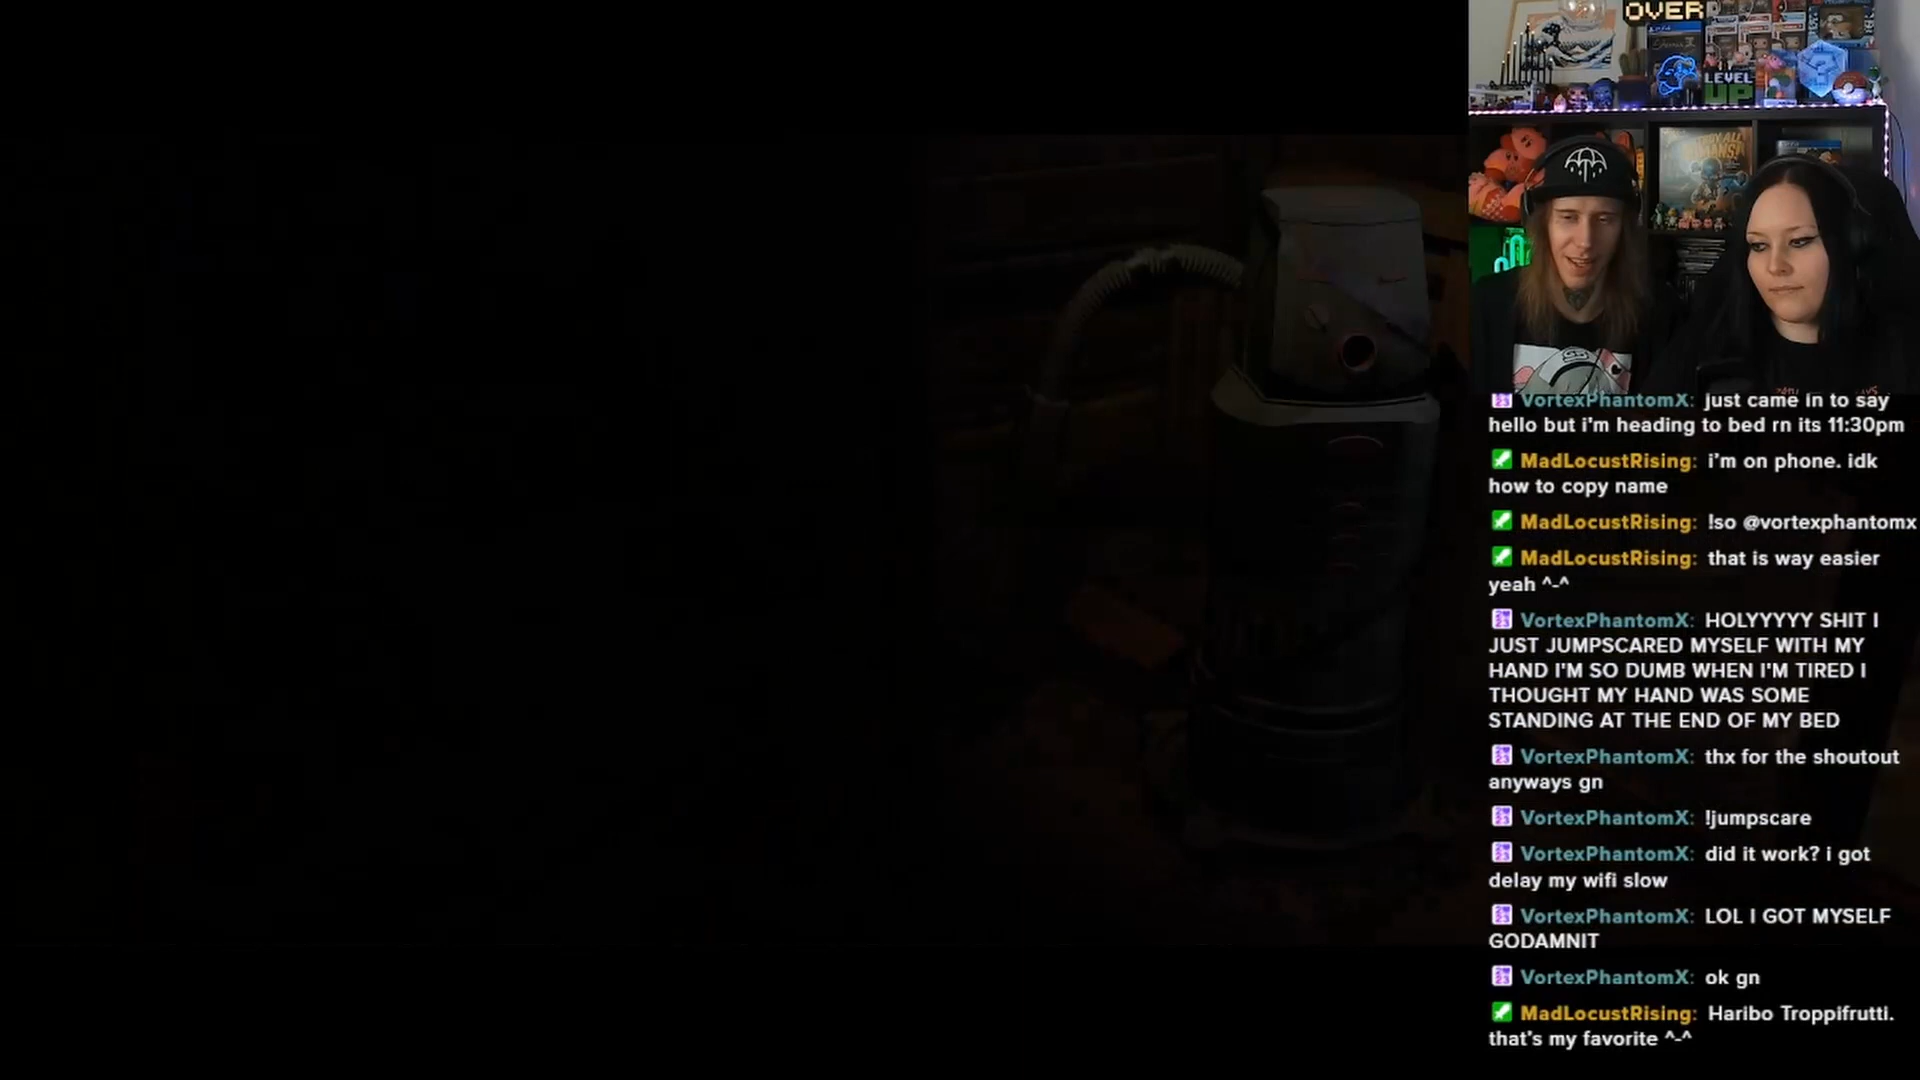 OVER
LEVEL
UP
VortexPhantomX: just came in to say
hello but i'm heading to bed rn its 11:30pm
MadLocustRising: i'm on phone. idk
how to copy name
MadLocustRising: !so @vortexphantomx
MadLocustRising: that is way easier
yeah ^-^
VortexPhantomX: HOLYYYYY SHIT I
JUST JUMPSCARED MYSELF WITH MY
HAND I'M SO DUMB WHEN I'M TIRED I
THOUGHT MY HAND WAS SOME
STANDING AT THE END OF MY BED
VortexPhantomX: thx for the shoutout
anyways gn
VortexPhantomX: !jumpscare
VortexPhantomX: did it work? i got
delay my wifi slow
VortexPhantomX: LOL I GOT MYSELF
GODAMNIT
VortexPhantomX: ok gn
MadLocustRising: Haribo Troppifrutti.
that's my favorite ^-^